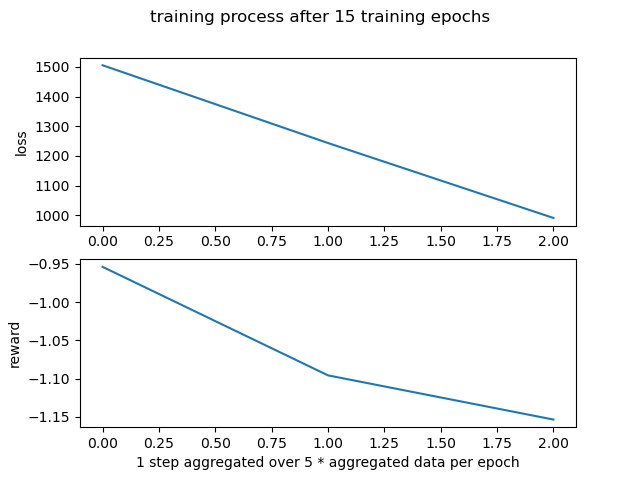 training process after 15 training epochs
1500
1400
1300
1200
1100
1000
loss
0.00 0.25 0.50 0.75 1.00 1.25 1.50 1.75 2.00
−0.95
−1.00
−1.05
−1.10
−1.15
reward
0.00 0.25 0.50 0.75 1.00 1.25 1.50 1.75 2.00
1 step aggregated over 5 * aggregated data per epoch